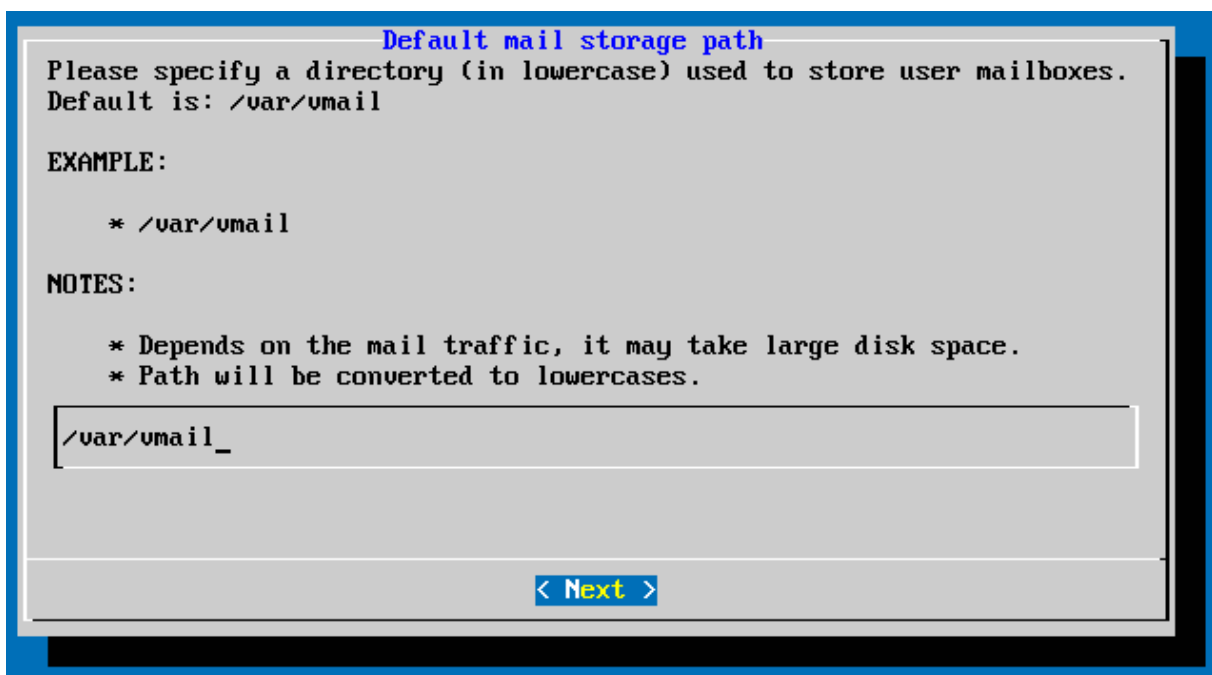 Default mail storage path
Please specify a directory (in lowercase) used to store user mailboxes.
Default is: /var/vmail
EXAMPLE:
* /var/vmail
NOTES:
* Depends on the mail traffic, it may take large disk space.
* Path will be converted to lowercases.
/var/vmail_
< Next >